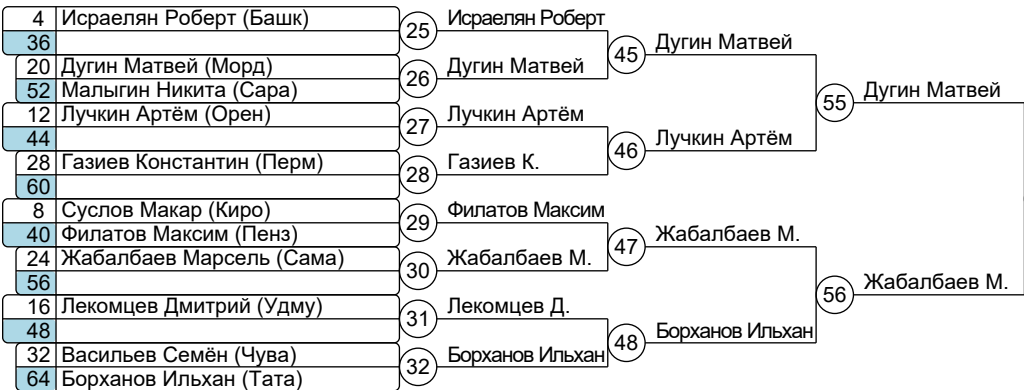 4 Исраелян Роберт (Башк)
36
25 Исраелян Роберт
45 Дугин Матвей
20 Дугин Матвей (Морд)
52 Малыгин Никита (Сара)
26 Дугин Матвей
55 Дугин Матвей
12 Лучкин Артём (Орен)
44
27 Лучкин Артём
46 Лучкин Артём
28 Газиев Константин (Перм)
60
28 Газиев К.
8 Суслов Макар (Киро)
40 Филатов Максим (Пенз)
29 Филатов Максим
47 Жабалбаев М.
24 Жабалбаев Марсель (Сама)
56
30 Жабалбаев М.
56 Жабалбаев М.
16 Лекомцев Дмитрий (Удму)
48
31 Лекомцев Д.
48 Борханов Ильхан
32 Васильев Семён (Чува)
64 Борханов Ильхан (Тата)
32 Борханов Ильхан